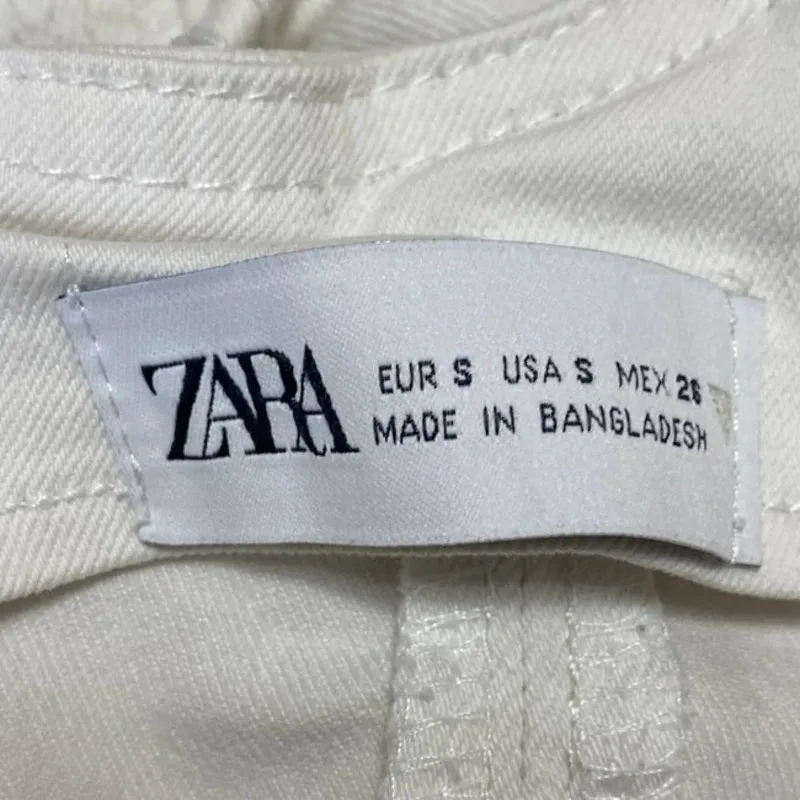 ZARA
EUR S USA S MEX 26
MADE IN BANGLADESH